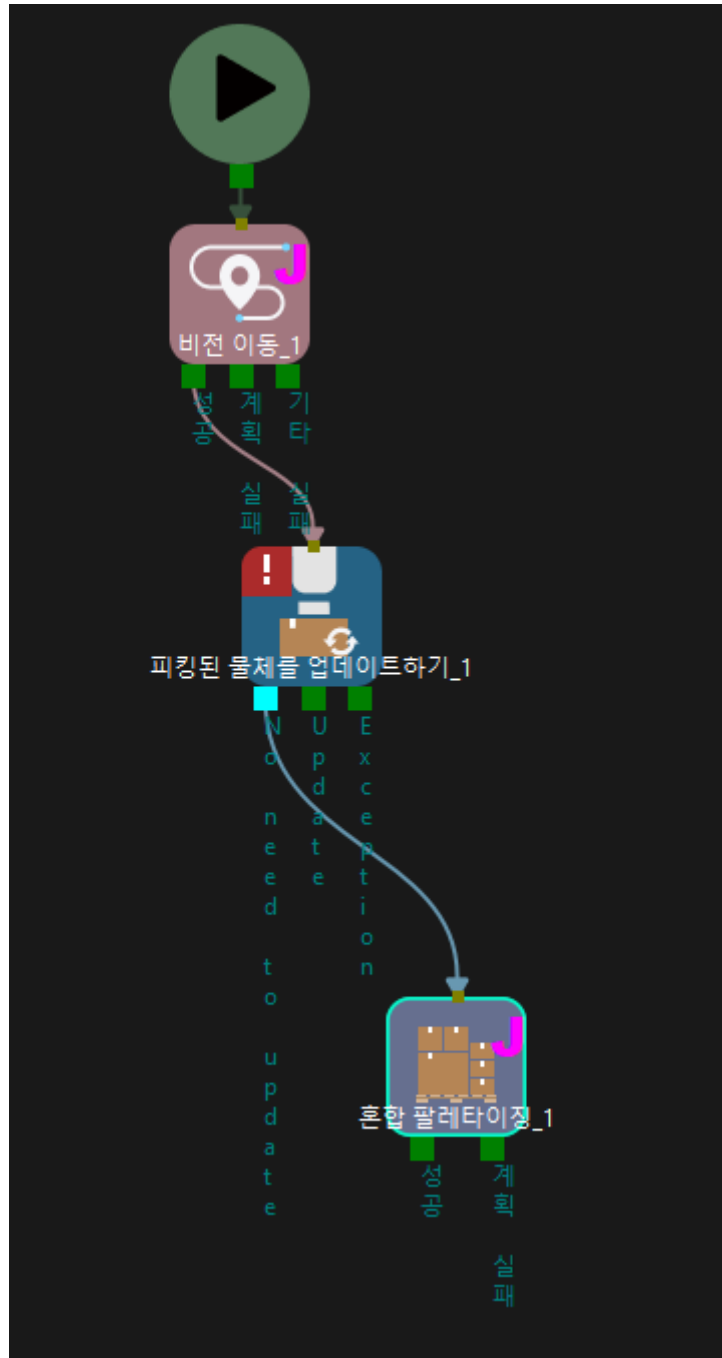 J
비전 이동_1
성공
계획 실패
기타 실패
!
피킹된 물체를 업데이트하기_1
No need to update
Update
Exception
J
혼합 팔레타이징_1
성공
계획 실패